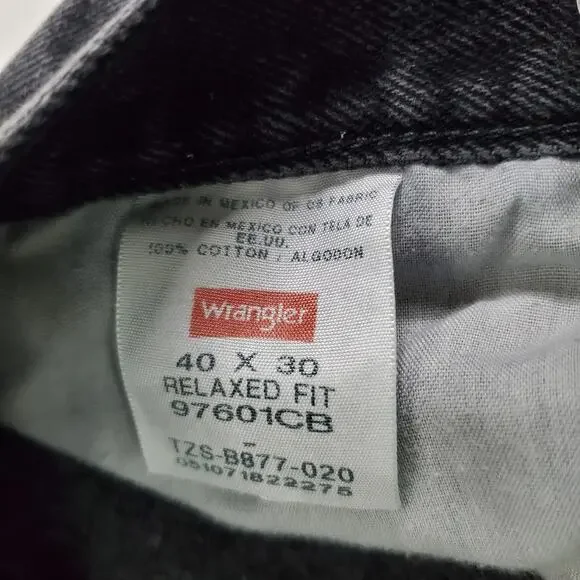 MADE IN MEXICO OF US FABRIC
HECHO EN MEXICO CON TELA DE
EE.UU.
100% COTTON / ALGODON
Wrangler
40 X 30
RELAXED FIT
97601CB
-
TZS-B877-020
051071822275